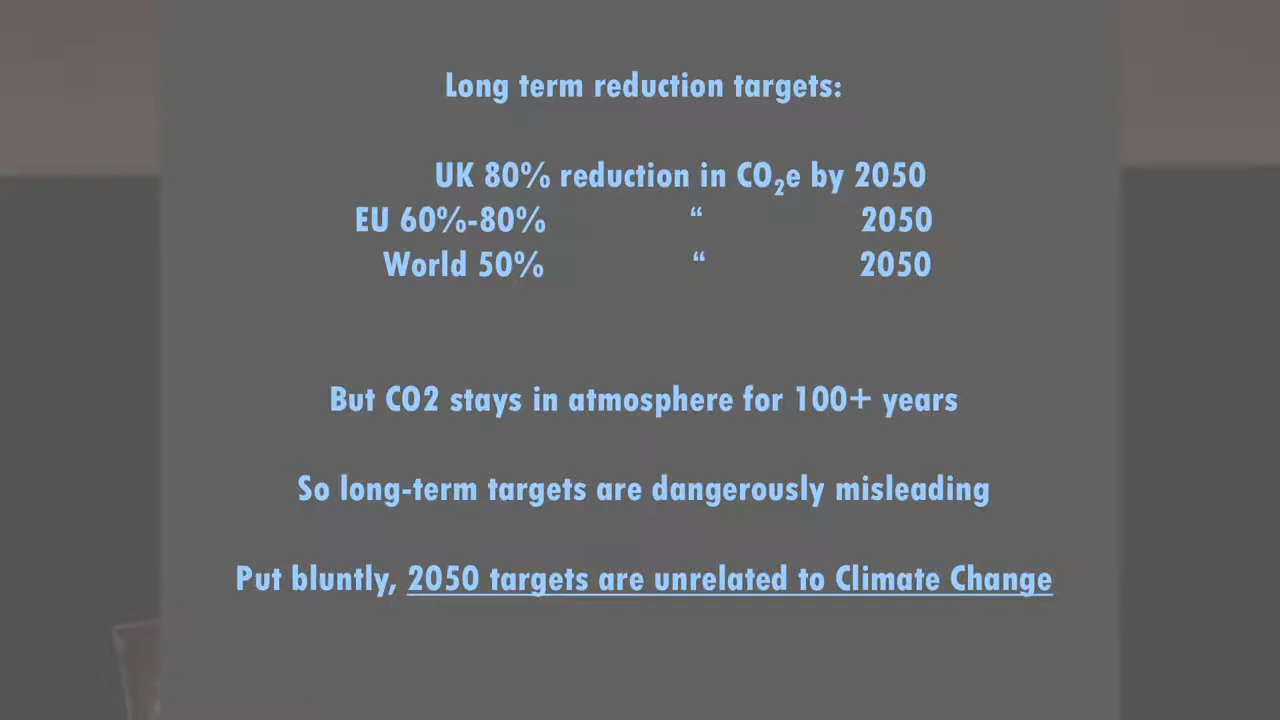 Long term reduction targets:
UK 80% reduction in CO₂e by 2050
EU 60%-80% “ 2050
World 50% “ 2050
But CO2 stays in atmosphere for 100+ years
So long-term targets are dangerously misleading
Put bluntly, 2050 targets are unrelated to Climate Change